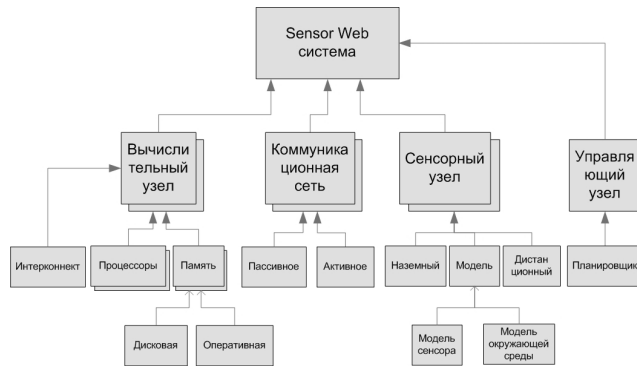 Sensor Web
система
Вычисли
тельный
узел
Коммуника
ционная
сеть
Сенсорный
узел
Управля
ющий
узел
Интерконнект
Процессоры
Память
Пассивное
Активное
Наземный
Модель
Дистан
ционный
Планировщик
Дисковая
Оперативная
Модель
сенсора
Модель
окружающей
среды